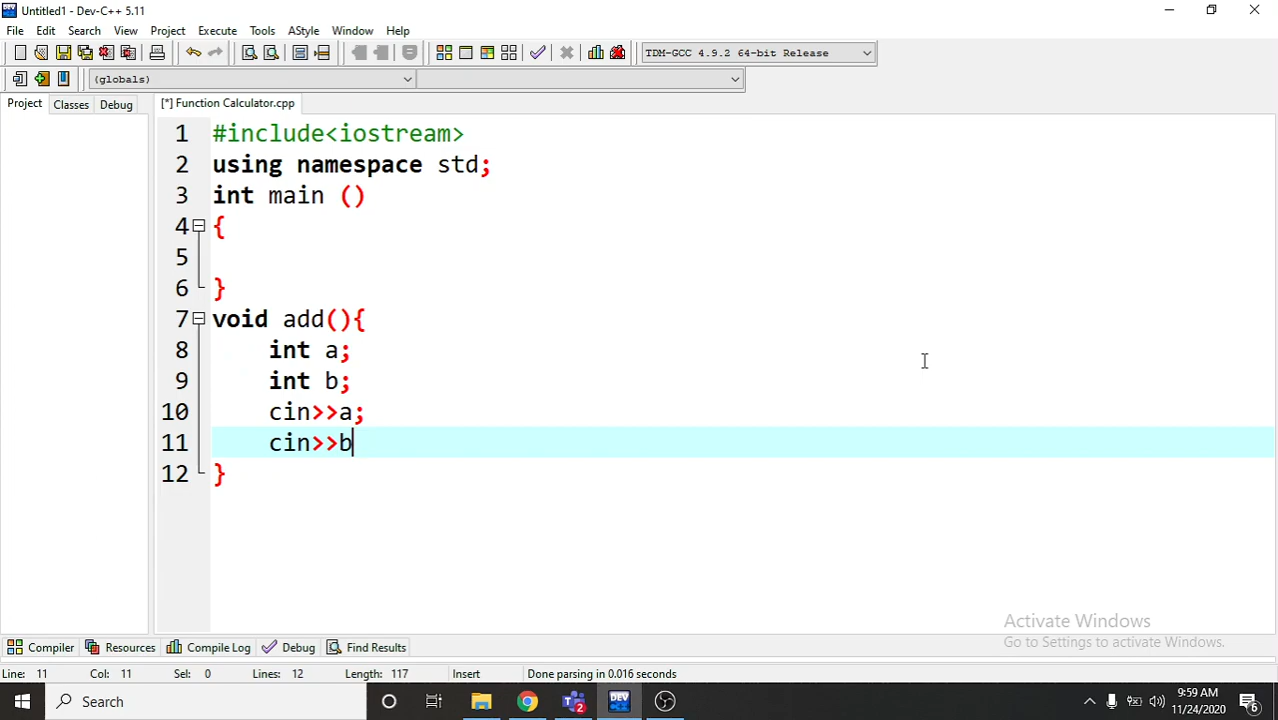 Untitled1 - Dev-C++ 5.11
File Edit Search View Project Execute Tools AStyle Window Help
TDM-GCC 4.9.2 64-bit Release
(globals)
Project Classes Debug [*] Function Calculator.cpp
1 #include<iostream>
2 using namespace std;
3 int main ()
4 {
5
6 }
7 void add(){
8 int a;
9 int b;
10 cin>>a;
11 cin>>b
12 }
Activate Windows
Go to Settings to activate Windows.
Compiler Resources Compile Log Debug Find Results
Line: 11 Col: 11 Sel: 0 Lines: 12 Length: 117 Insert Done parsing in 0.016 seconds
Search
2
DEV C++
9:59 AM
11/24/2020
6